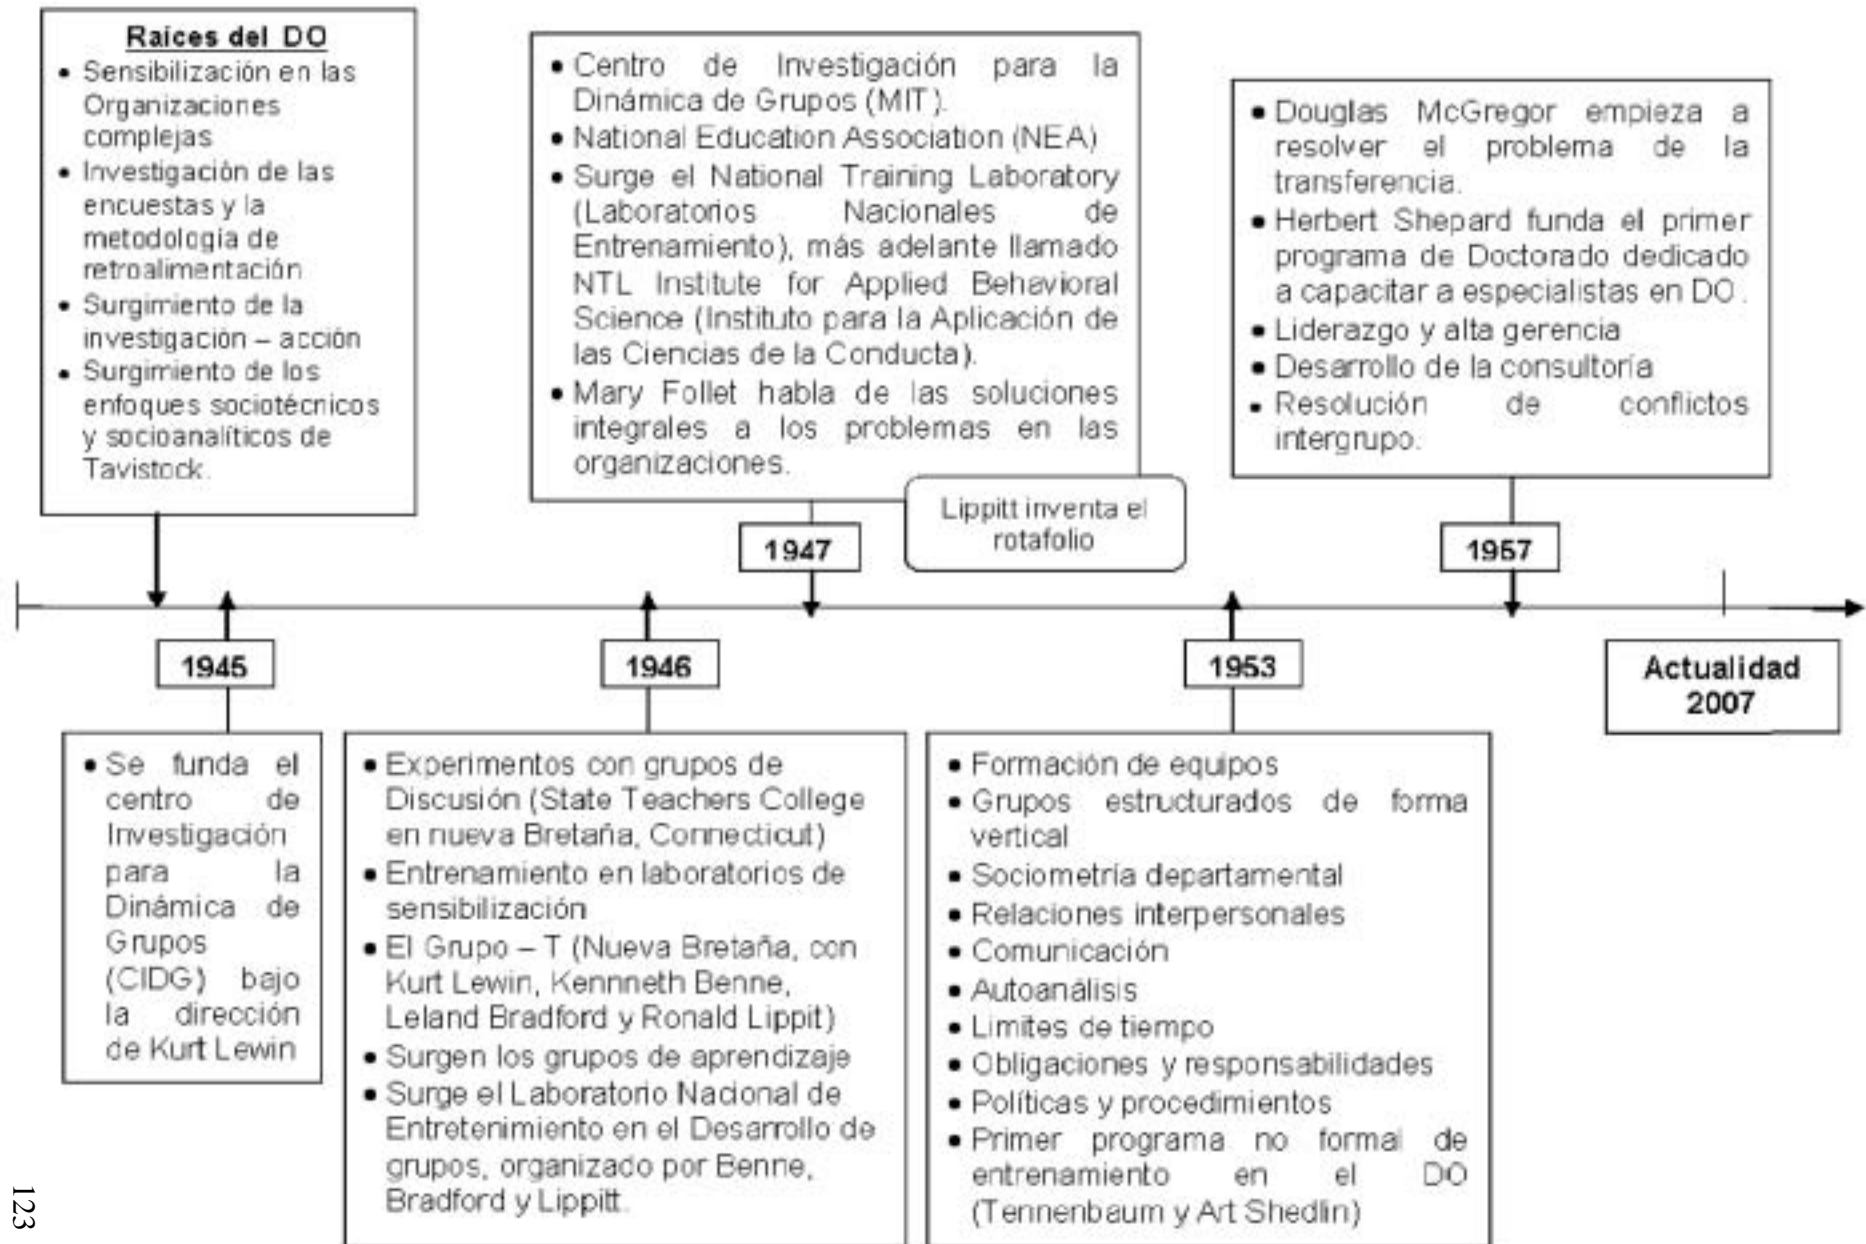 Raices del DO
• Sensibilización en las
Organizaciones
complejas
• Investigación de las
encuestas y la
metodología de
retroalimentación
• Surgimiento de la
investigación – acción
• Surgimiento de los
enfoques sociotécnicos
y socioanalíticos de
Tavistock.
• Centro de Investigación para la
Dinámica de Grupos (MIT).
• National Education Association (NEA)
• Surge el National Training Laboratory
(Laboratorios Nacionales de
Entrenamiento), más adelante llamado
NTL Institute for Applied Behavioral
Science (Instituto para la Aplicación de
las Ciencias de la Conducta).
• Mary Follet habla de las soluciones
integrales a los problemas en las
organizaciones.
Lippitt inventa el
rotafolio
• Douglas McGregor empieza a
resolver el problema de la
transferencia.
• Herbert Shepard funda el primer
programa de Doctorado dedicado
a capacitar a especialistas en DO.
• Liderazgo y alta gerencia
• Desarrollo de la consultoría
• Resolución de conflictos
intergrupo.
1947
1957
1945
1946
1953
Actualidad
2007
• Se funda el
centro de
Investigación
para la
Dinámica de
Grupos
(CIDG) bajo
la dirección
de Kurt Lewin
• Experimentos con grupos de
Discusión (State Teachers College
en nueva Bretaña, Connecticut)
• Entrenamiento en laboratorios de
sensibilización
• El Grupo – T (Nueva Bretaña, con
Kurt Lewin, Kennneth Benne,
Leland Bradford y Ronald Lippit)
• Surgen los grupos de aprendizaje
• Surge el Laboratorio Nacional de
Entretenimiento en el Desarrollo de
grupos, organizado por Benne,
Bradford y Lippitt.
• Formación de equipos
• Grupos estructurados de forma
vertical
• Sociometría departamental
• Relaciones interpersonales
• Comunicación
• Autoanálisis
• Limites de tiempo
• Obligaciones y responsabilidades
• Políticas y procedimientos
• Primer programa no formal de
entrenamiento en el DO
(Tennenbaum y Art Shedlin)
123